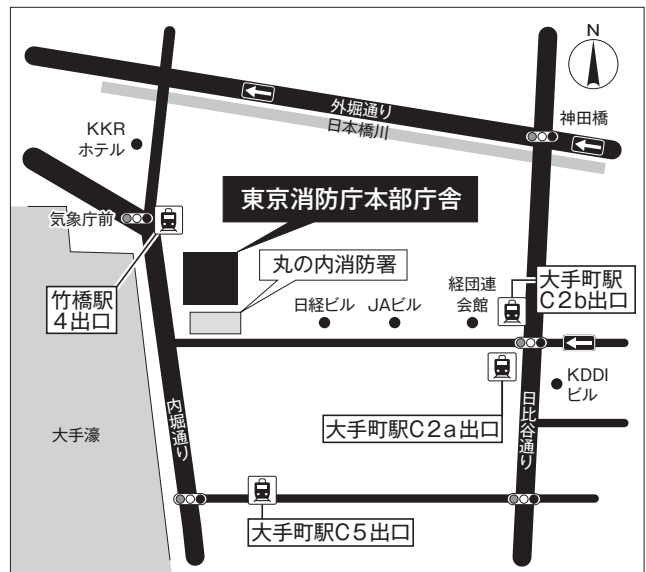 N
外堀通り
日本橋川
神田橋
KKR
ホテル
東京消防庁本部庁舎
気象庁前
丸の内消防署
竹橋駅
4出口
日経ビル
JAビル
経団連
会館
大手町駅
C2b出口
KDDI
ビル
大手濠
内堀通り
大手町駅C2a出口
日比谷通り
大手町駅C5出口